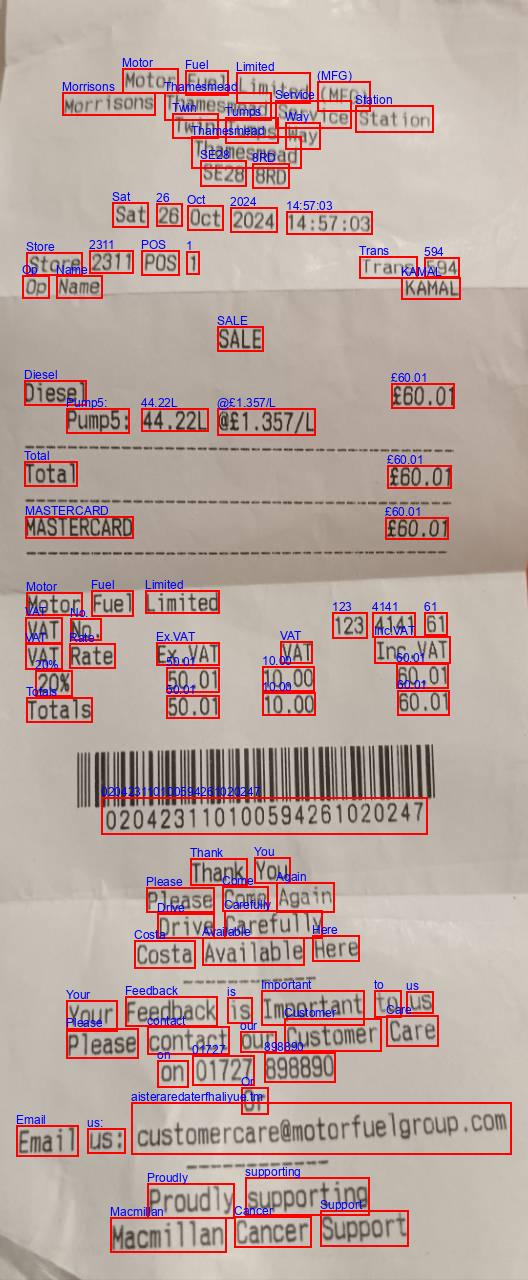 Motor Fuel Limited (MFG)
Morrisons Thamesmead Service Station
Twin Tumps Way
Thamesmead
SE28 8RD
Sat 26 Oct 2024 14:57:03
Store 2311 POS 1 Trans 594
Op Name KAMAL
SALE
Diesel £60.01
Pump5: 44.22L @£1.357/L
Total £60.01
MASTERCARD £60.01
Motor Fuel Limited
VAT No. 123 4141 61
VAT Rate Ex.VAT VAT Inc.VAT
20% 50.01 10.00 60.01
Totals 50.01 10.00 60.01
020423110100594261020247
Thank You
Please Come Again
Drive Carefully
Costa Available Here
Your Feedback is Important to us
Please contact our Customer Care
on 01727 898890
Or
Email us: customercare@motorfuelgroup.com
Proudly supporting
Macmillan Cancer Support